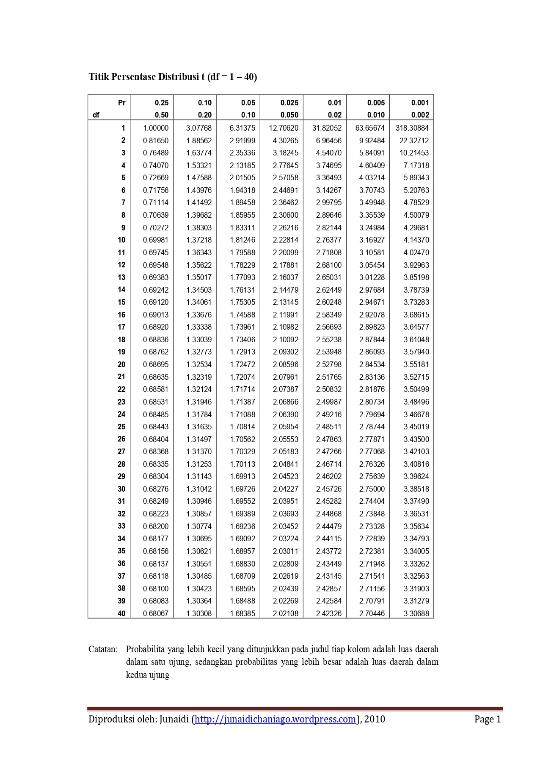 Titik Persentase Distribusi t (df = 1 – 40)
Pr 0.25 0.10 0.05 0.025 0.01 0.005 0.001
df 0.50 0.20 0.10 0.050 0.02 0.010 0.002
1 1.00000 3.07768 6.31375 12.70620 31.82052 63.65674 318.30884
2 0.81650 1.88562 2.91999 4.30265 6.96456 9.92484 22.32712
3 0.76489 1.63774 2.35336 3.18245 4.54070 5.84091 10.21453
4 0.74070 1.53321 2.13185 2.77645 3.74695 4.60409 7.17318
5 0.72669 1.47588 2.01505 2.57058 3.36493 4.03214 5.89343
6 0.71756 1.43976 1.94318 2.44691 3.14267 3.70743 5.20763
7 0.71114 1.41492 1.89458 2.36462 2.99795 3.49948 4.78529
8 0.70639 1.39682 1.85955 2.30600 2.89646 3.35539 4.50079
9 0.70272 1.38303 1.83311 2.26216 2.82144 3.24984 4.29681
10 0.69981 1.37218 1.81246 2.22814 2.76377 3.16927 4.14370
11 0.69745 1.36343 1.79588 2.20099 2.71808 3.10581 4.02470
12 0.69548 1.35622 1.78229 2.17881 2.68100 3.05454 3.92963
13 0.69383 1.35017 1.77093 2.16037 2.65031 3.01228 3.85198
14 0.69242 1.34503 1.76131 2.14479 2.62449 2.97684 3.78739
15 0.69120 1.34061 1.75305 2.13145 2.60248 2.94671 3.73283
16 0.69013 1.33676 1.74588 2.11991 2.58349 2.92078 3.68615
17 0.68920 1.33338 1.73961 2.10982 2.56693 2.89823 3.64577
18 0.68836 1.33039 1.73406 2.10092 2.55238 2.87844 3.61048
19 0.68762 1.32773 1.72913 2.09302 2.53948 2.86093 3.57940
20 0.68695 1.32534 1.72472 2.08596 2.52798 2.84534 3.55181
21 0.68635 1.32319 1.72074 2.07961 2.51765 2.83136 3.52715
22 0.68581 1.32124 1.71714 2.07387 2.50832 2.81876 3.50499
23 0.68531 1.31946 1.71387 2.06866 2.49987 2.80734 3.48496
24 0.68485 1.31784 1.71088 2.06390 2.49216 2.79694 3.46678
25 0.68443 1.31635 1.70814 2.05954 2.48511 2.78744 3.45019
26 0.68404 1.31497 1.70562 2.05553 2.47863 2.77871 3.43500
27 0.68368 1.31370 1.70329 2.05183 2.47266 2.77068 3.42103
28 0.68335 1.31253 1.70113 2.04841 2.46714 2.76326 3.40816
29 0.68304 1.31143 1.69913 2.04523 2.46202 2.75639 3.39624
30 0.68276 1.31042 1.69726 2.04227 2.45726 2.75000 3.38518
31 0.68249 1.30946 1.69552 2.03951 2.45282 2.74404 3.37490
32 0.68223 1.30857 1.69389 2.03693 2.44868 2.73848 3.36531
33 0.68200 1.30774 1.69236 2.03452 2.44479 2.73328 3.35634
34 0.68177 1.30695 1.69092 2.03224 2.44115 2.72839 3.34793
35 0.68156 1.30621 1.68957 2.03011 2.43772 2.72381 3.34005
36 0.68137 1.30551 1.68830 2.02809 2.43449 2.71948 3.33262
37 0.68118 1.30485 1.68709 2.02619 2.43145 2.71541 3.32563
38 0.68100 1.30423 1.68595 2.02439 2.42857 2.71156 3.31903
39 0.68083 1.30364 1.68488 2.02269 2.42584 2.70791 3.31279
40 0.68067 1.30308 1.68385 2.02108 2.42326 2.70446 3.30688
Catatan: Probabilita yang lebih kecil yang ditunjukkan pada judul tiap kolom adalah luas daerah
dalam satu ujung, sedangkan probabilitas yang lebih besar adalah luas daerah dalam
kedua ujung
Diproduksi oleh: Junaidi (http://junaidichaniago.wordpress.com), 2010 Page 1